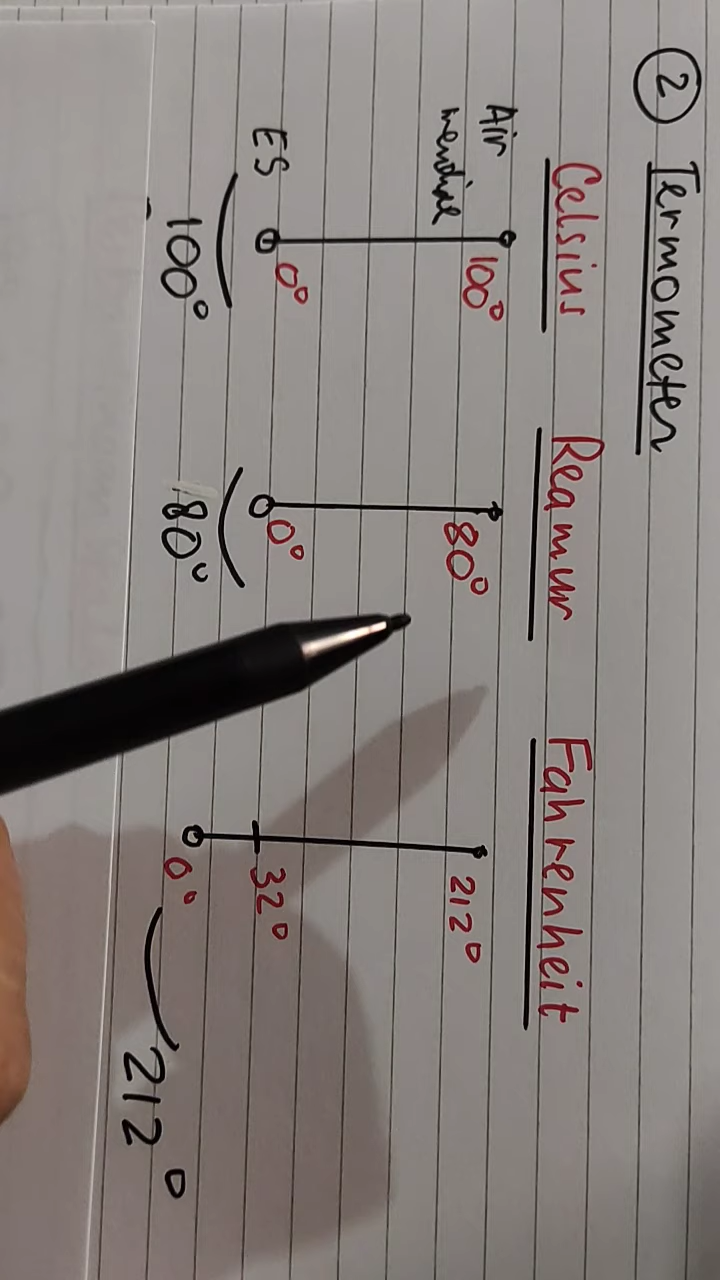 ② Termometer
Celsius Reamur Fahrenheit
Air mendidih 100° 80° 212°
32°
ES 0° 0° 0°
100° 80° 212°